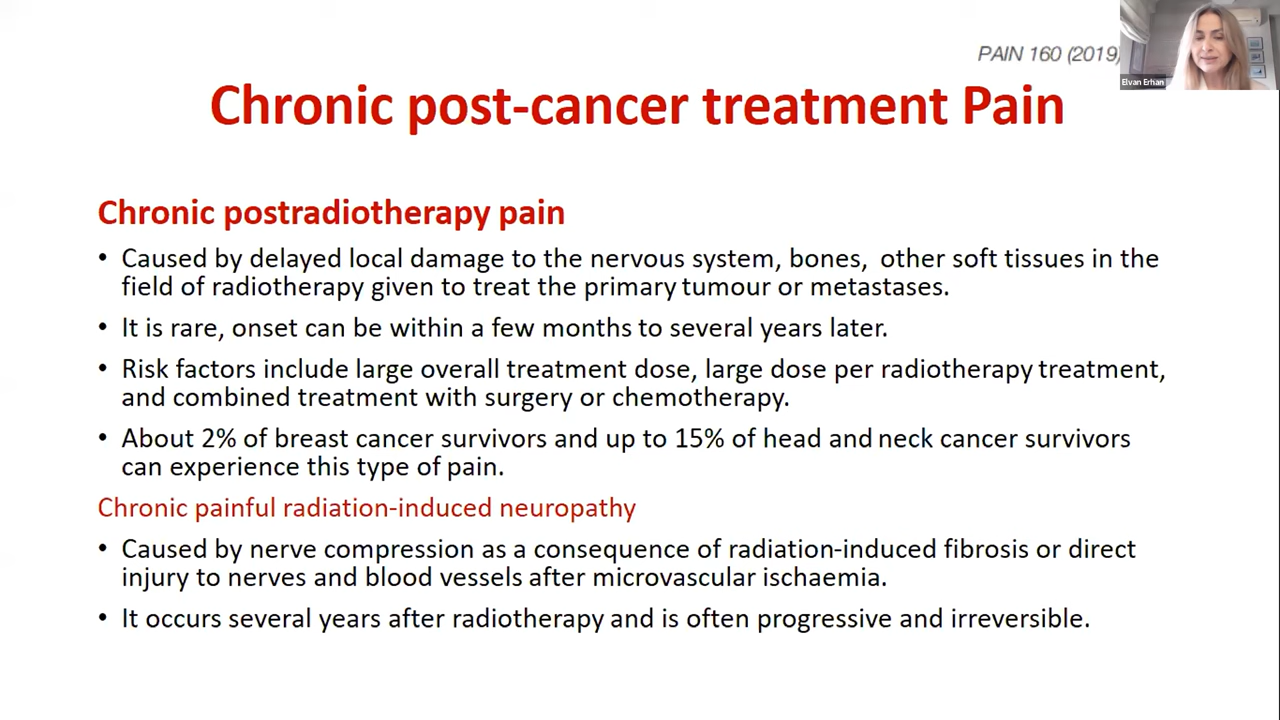 PAIN 160 (2019)
Elvan Erhan
Chronic post-cancer treatment Pain
Chronic postradiotherapy pain
• Caused by delayed local damage to the nervous system, bones, other soft tissues in the
field of radiotherapy given to treat the primary tumour or metastases.
• It is rare, onset can be within a few months to several years later.
• Risk factors include large overall treatment dose, large dose per radiotherapy treatment,
and combined treatment with surgery or chemotherapy.
• About 2% of breast cancer survivors and up to 15% of head and neck cancer survivors
can experience this type of pain.
Chronic painful radiation-induced neuropathy
• Caused by nerve compression as a consequence of radiation-induced fibrosis or direct
injury to nerves and blood vessels after microvascular ischaemia.
• It occurs several years after radiotherapy and is often progressive and irreversible.